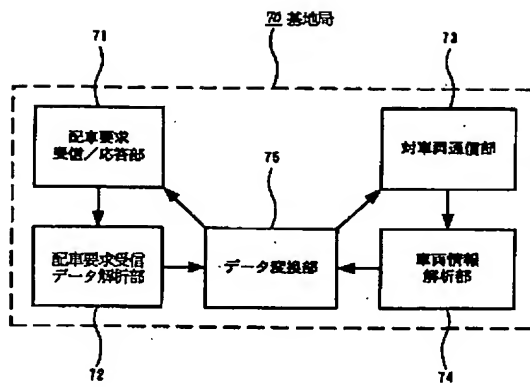 70 基地局
71
73
配車要求
受信/応答部
75
対車両通信部
配車要求受信
データ解析部
データ変換部
車両情報
解析部
72
74